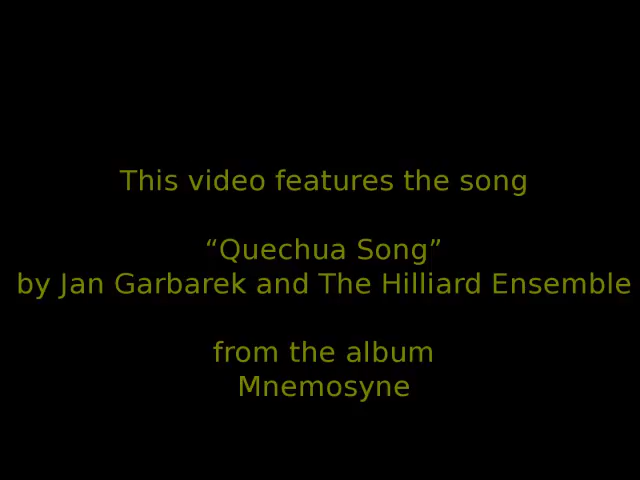 This video features the song
“Quechua Song”
by Jan Garbarek and The Hilliard Ensemble
from the album
Mnemosyne